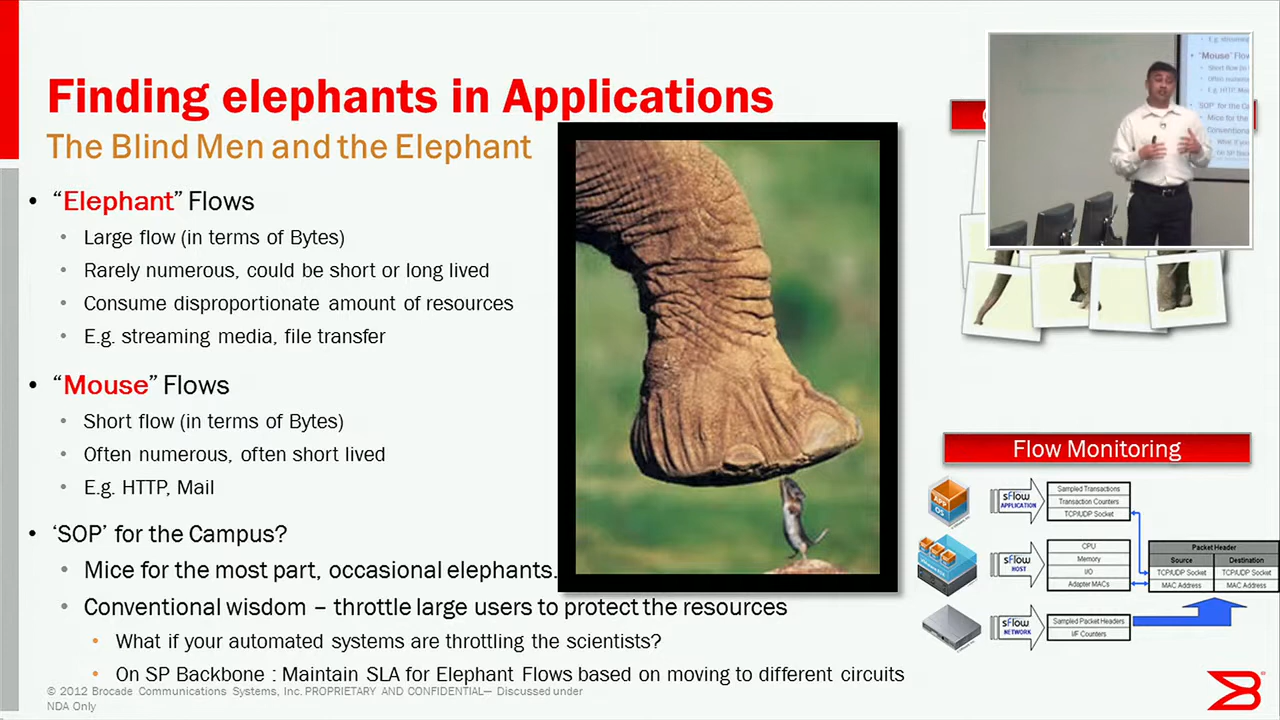 Finding elephants in Applications
The Blind Men and the Elephant
• “Elephant” Flows
• Large flow (in terms of Bytes)
• Rarely numerous, could be short or long lived
• Consume disproportionate amount of resources
• E.g. streaming media, file transfer
• “Mouse” Flows
• Short flow (in terms of Bytes)
• Often numerous, often short lived
• E.g. HTTP, Mail
• ‘SOP’ for the Campus?
• Mice for the most part, occasional elephants.
• Conventional wisdom – throttle large users to protect the resources
• What if your automated systems are throttling the scientists?
• On SP Backbone : Maintain SLA for Elephant Flows based on moving to different circuits
© 2012 Brocade Communications Systems, Inc. PROPRIETARY AND CONFIDENTIAL— Discussed under
NDA Only
“Mouse” Flow
Flow Monitoring
APP
OS
sFlow
APPLICATION
Sampled Transactions
Transaction Counters
TCP/UDP Socket
sFlow
HOST
CPU
Memory
I/O
Adapter MACs
sFlow
NETWORK
Sampled Packet Headers
I/F Counters
Packet Header
Source Destination
TCP/UDP Socket TCP/UDP Socket
MAC Address MAC Address